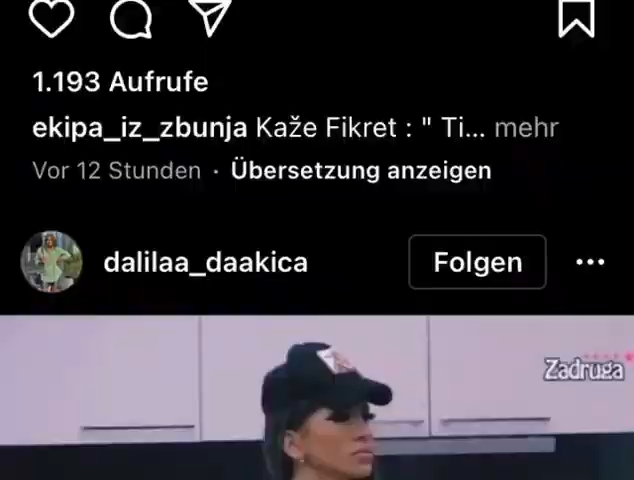 1.193 Aufrufe
ekipa_iz_zbunja Kaže Fikret : " Ti... mehr
Vor 12 Stunden · Übersetzung anzeigen
dalilaa_daakica Folgen
Zadruga